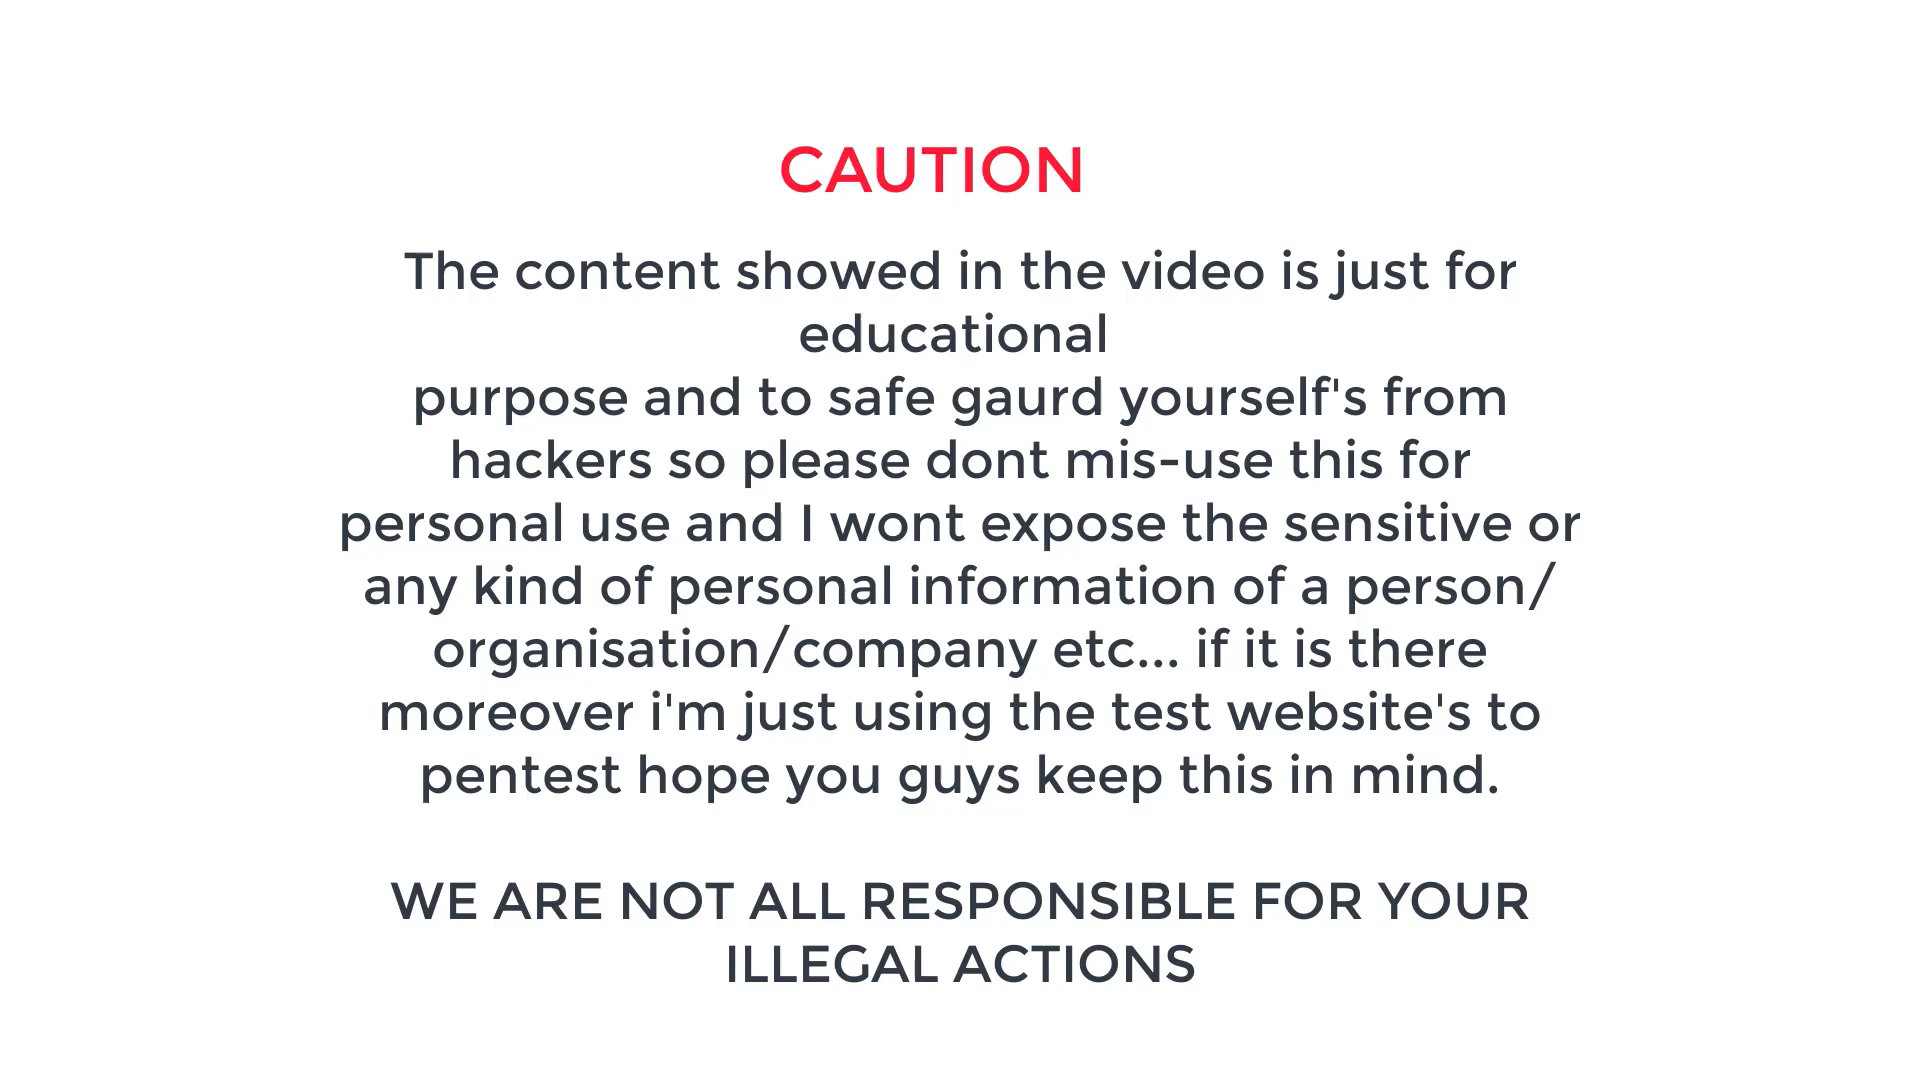 CAUTION
The content showed in the video is just for
educational
purpose and to safe gaurd yourself's from
hackers so please dont mis-use this for
personal use and I wont expose the sensitive or
any kind of personal information of a person/
organisation/company etc... if it is there
moreover i'm just using the test website's to
pentest hope you guys keep this in mind.
WE ARE NOT ALL RESPONSIBLE FOR YOUR
ILLEGAL ACTIONS